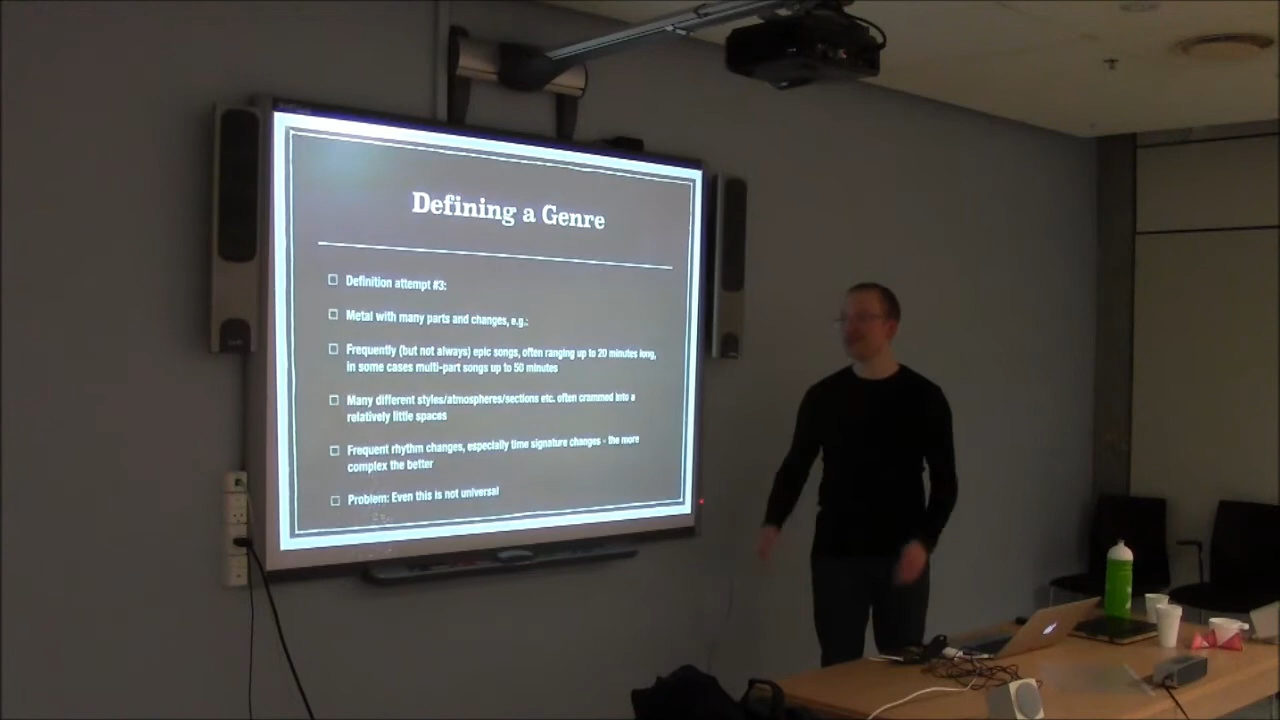 Defining a Genre
Definition attempt #3:
Metal with many parts and changes, e.g.:
Frequently (but not always) epic songs, often ranging up to 20 minutes long,
in some cases multi-part songs up to 50 minutes
Many different styles/atmospheres/sections etc. often crammed into a
relatively little spaces
Frequent rhythm changes, especially time signature changes - the more
complex the better
Problem: Even this is not universal